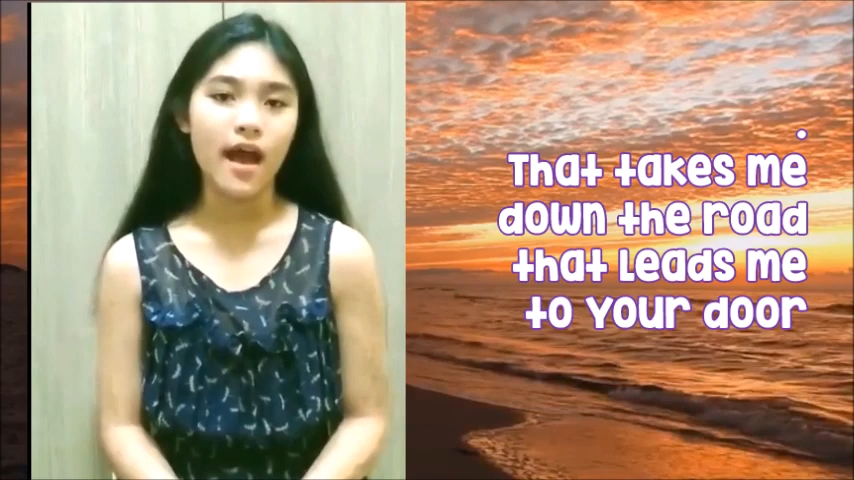 .
That takes me
down the road
that leads me
to your door